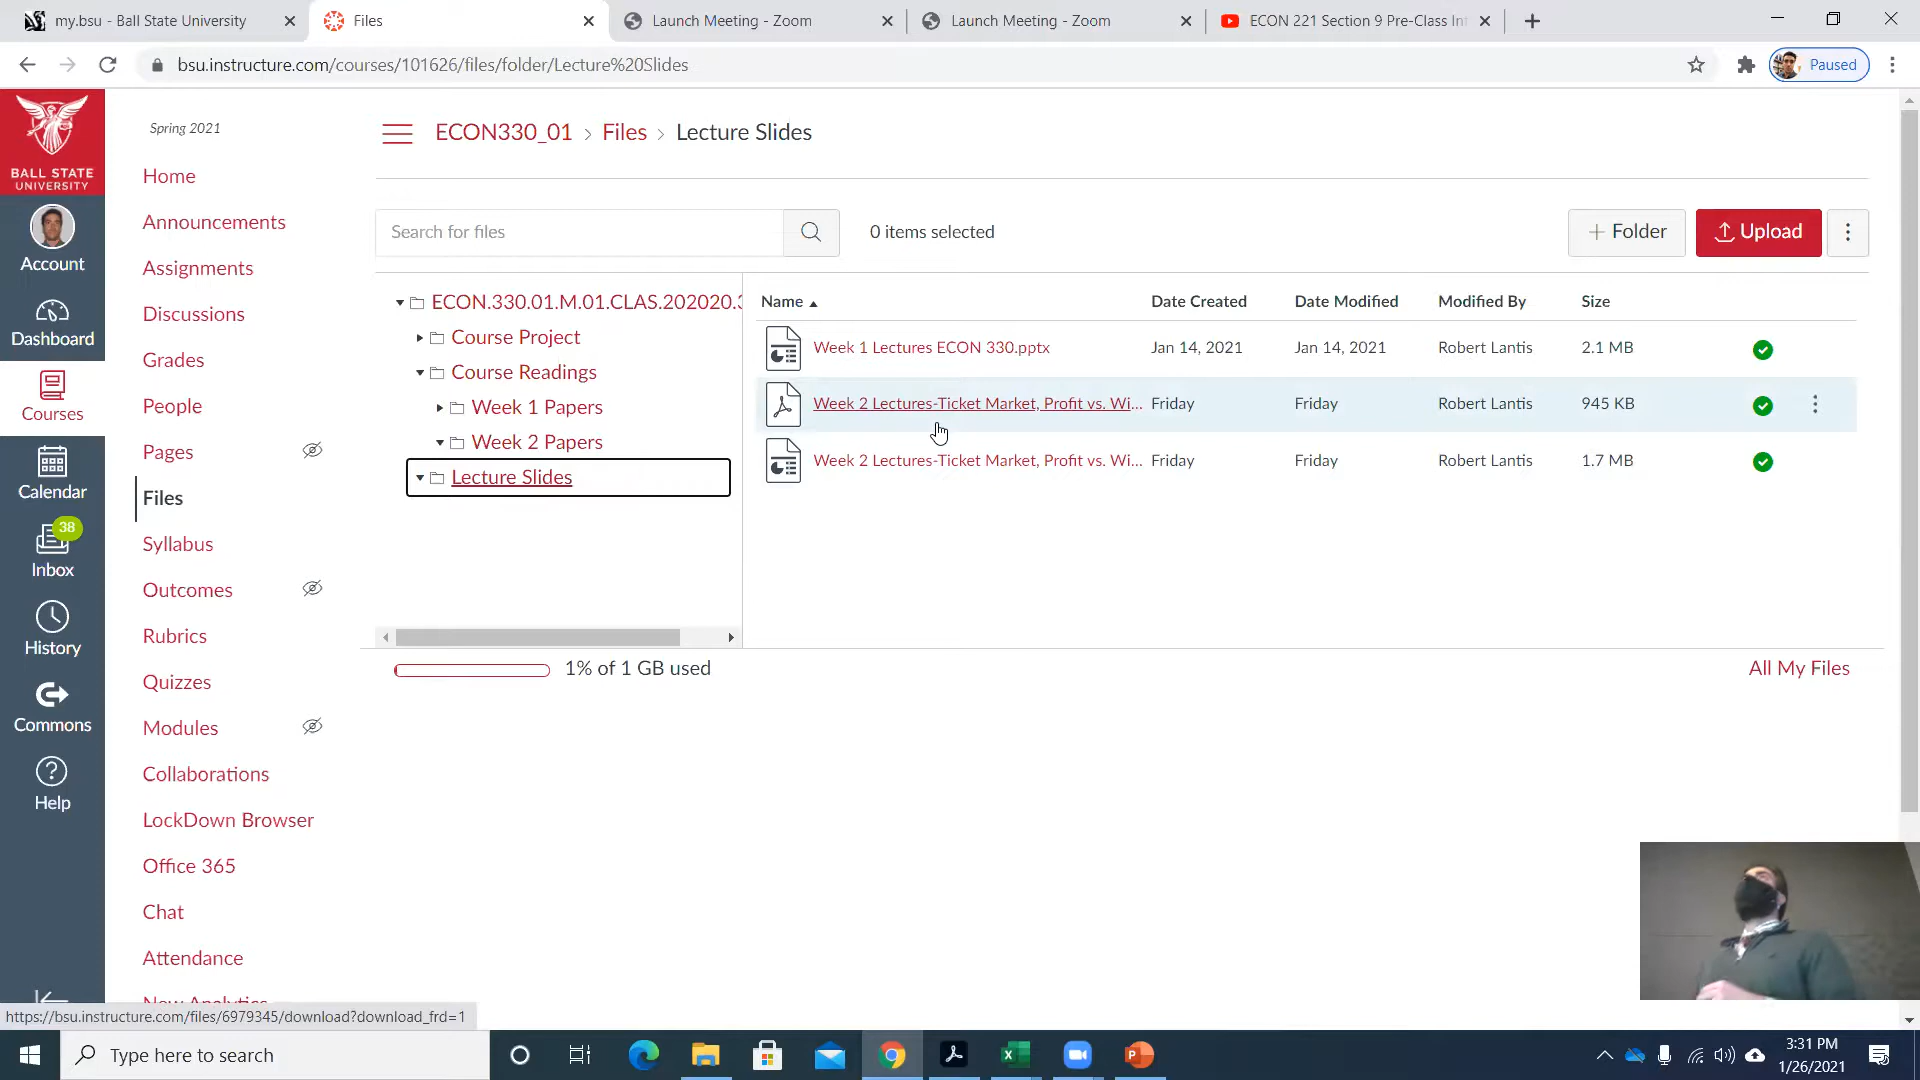 my.bsu - Ball State University
Files
Launch Meeting - Zoom
Launch Meeting - Zoom
ECON 221 Section 9 Pre-Class Int
bsu.instructure.com/courses/101626/files/folder/Lecture%20Slides
Paused
BALL STATE
UNIVERSITY
Account
Dashboard
Courses
Calendar
38
Inbox
History
Commons
Help
Spring 2021
Home
Announcements
Assignments
Discussions
Grades
People
Pages
Files
Syllabus
Outcomes
Rubrics
Quizzes
Modules
Collaborations
LockDown Browser
Office 365
Chat
Attendance
New Analytics
ECON330_01 › Files › Lecture Slides
Search for files
0 items selected
+ Folder
Upload
ECON.330.01.M.01.CLAS.202020.3
Course Project
Course Readings
Week 1 Papers
Week 2 Papers
Lecture Slides
Name Date Created Date Modified Modified By Size
Week 1 Lectures ECON 330.pptx Jan 14, 2021 Jan 14, 2021 Robert Lantis 2.1 MB
Week 2 Lectures-Ticket Market, Profit vs. Wi... Friday Friday Robert Lantis 945 KB
Week 2 Lectures-Ticket Market, Profit vs. Wi... Friday Friday Robert Lantis 1.7 MB
1% of 1 GB used
All My Files
https://bsu.instructure.com/files/6979345/download?download_frd=1
Type here to search
3:31 PM
1/26/2021